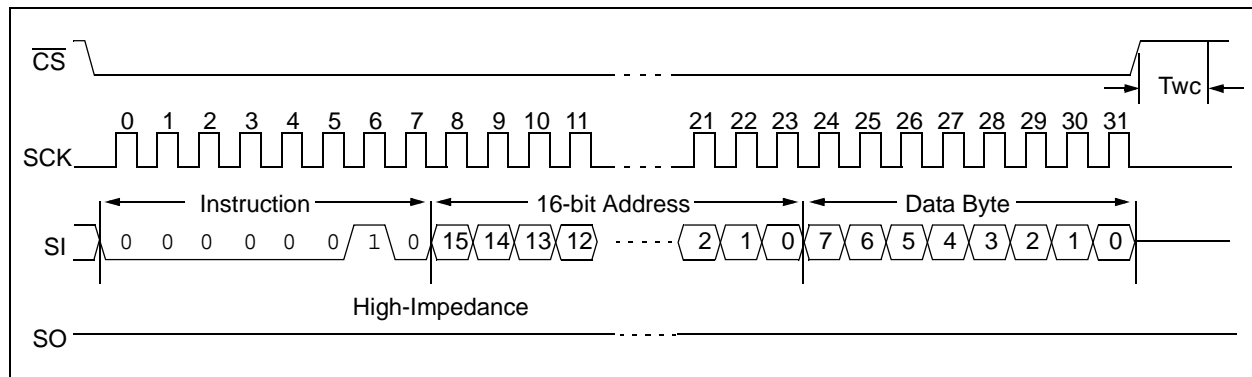 CS
Twc
0 1 2 3 4 5 6 7 8 9 10 11 21 22 23 24 25 26 27 28 29 30 31
SCK
Instruction 16-bit Address Data Byte
SI 0 0 0 0 0 0 1 0 15 14 13 12 2 1 0 7 6 5 4 3 2 1 0
High-Impedance
SO